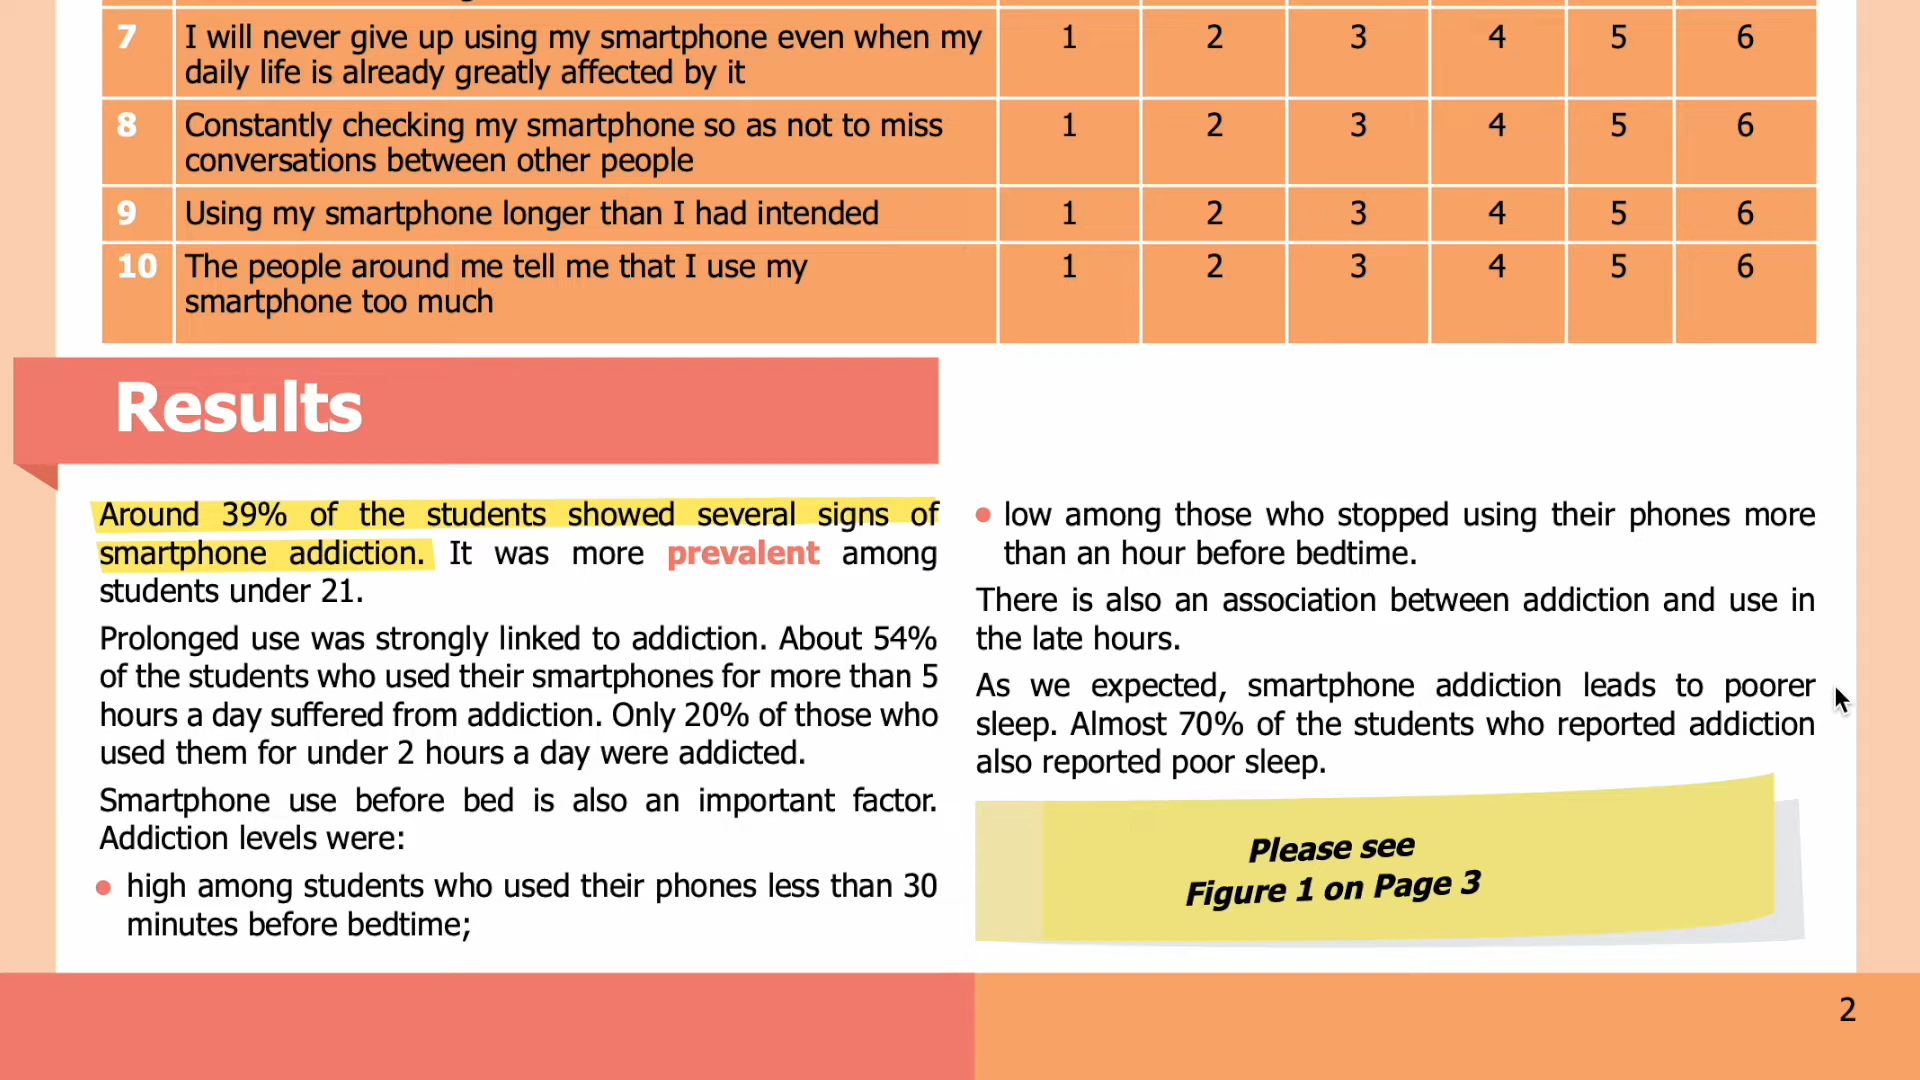 7 I will never give up using my smartphone even when my 1 2 3 4 5 6
daily life is already greatly affected by it
8 Constantly checking my smartphone so as not to miss 1 2 3 4 5 6
conversations between other people
9 Using my smartphone longer than I had intended 1 2 3 4 5 6
10 The people around me tell me that I use my 1 2 3 4 5 6
smartphone too much
Results
Around 39% of the students showed several signs of
smartphone addiction. It was more prevalent among
students under 21.
Prolonged use was strongly linked to addiction. About 54%
of the students who used their smartphones for more than 5
hours a day suffered from addiction. Only 20% of those who
used them for under 2 hours a day were addicted.
Smartphone use before bed is also an important factor.
Addiction levels were:
• high among students who used their phones less than 30
minutes before bedtime;
• low among those who stopped using their phones more
than an hour before bedtime.
There is also an association between addiction and use in
the late hours.
As we expected, smartphone addiction leads to poorer
sleep. Almost 70% of the students who reported addiction
also reported poor sleep.
Please see
Figure 1 on Page 3
2